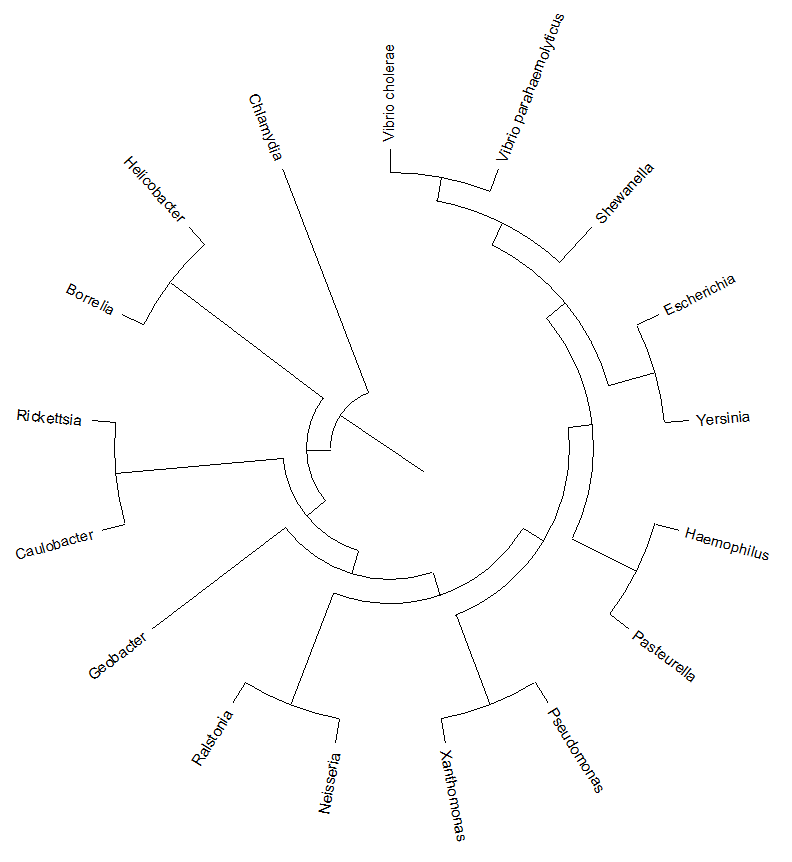 Vibrio cholerae
Vibrio parahaemolyticus
Shewanella
Escherichia
Yersinia
Haemophilus
Pasteurella
Pseudomonas
Xanthomonas
Neisseria
Ralstonia
Geobacter
Caulobacter
Rickettsia
Borrelia
Helicobacter
Chlamydia